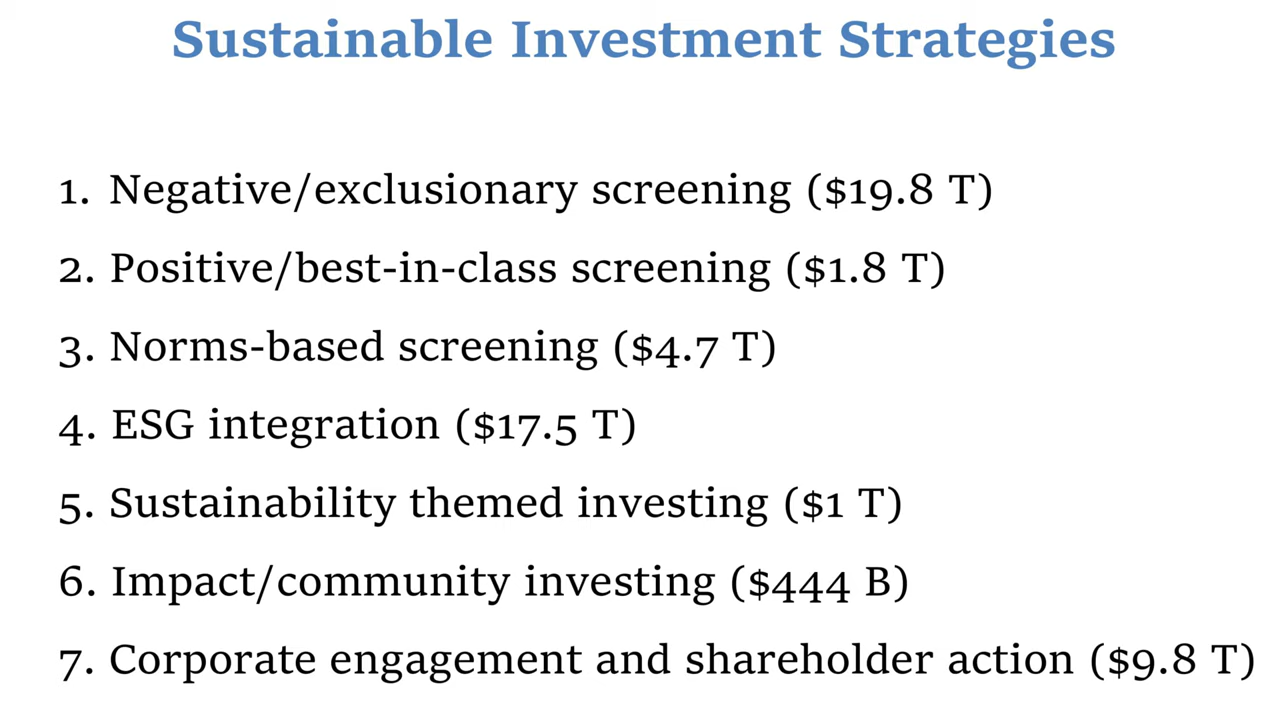 Sustainable Investment Strategies
1. Negative/exclusionary screening ($19.8 T)
2. Positive/best-in-class screening ($1.8 T)
3. Norms-based screening ($4.7 T)
4. ESG integration ($17.5 T)
5. Sustainability themed investing ($1 T)
6. Impact/community investing ($444 B)
7. Corporate engagement and shareholder action ($9.8 T)